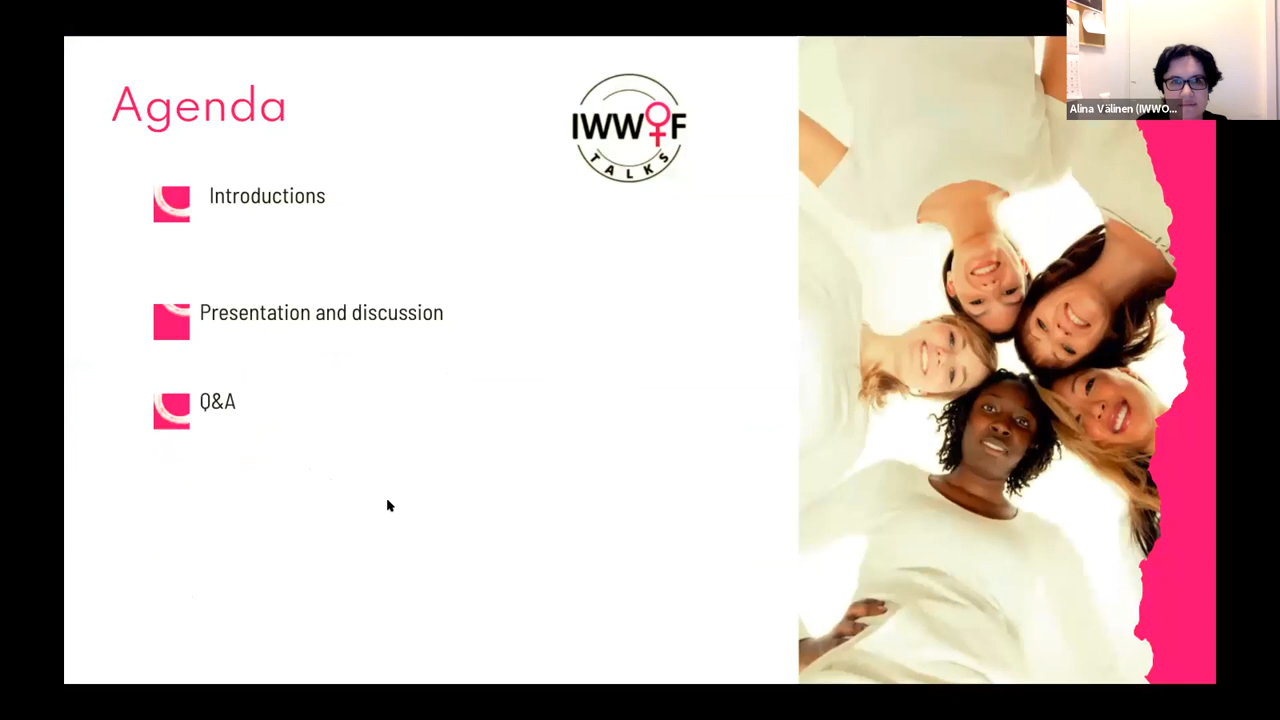 Agenda
IWWOF
TALKS
Alina Välinen (IWWO...
Introductions
Presentation and discussion
Q&A